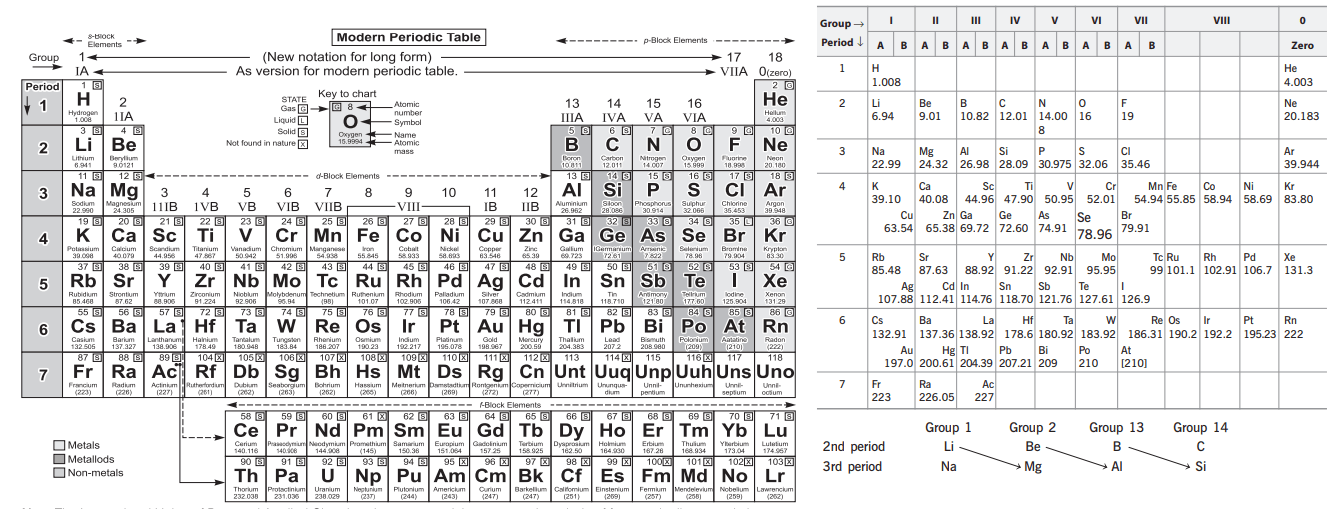 Modern Periodic Table
s-Block
Elements
p-Block Elements
Group 1 (New notation for long form) 17 18
IA As version for modern periodic table. VIIA 0(zero)
Period
1
1 S
H
Hydrogen
1.008
2
IIA
STATE
Gas G
Liquid L
Solid S
Not found in nature X
Key to chart
G 8
O
Oxygen
15.9994
Atomic
number
Symbol
Name
Atomic
mass
13 14 15 16
IIIA IVA VA VIA
2 G
He
Helium
4.003
2
3 S 4 S 5 S 6 S 7 G 8 G 9 G 10 G
Li Be B C N O F Ne
Lithium Beryllium Boron Carbon Nitrogen Oxygen Fluorine Neon
6.941 9.0121 10.811 12.011 14.007 15.999 18.998 20.180
d-Block Elements
3
11 S 12 S 13 S 14 S 15 S 16 S 17 G 18 G
Na Mg Al Si P S Cl Ar
Sodium Magnesium Aluminium Silicon Phosphorus Sulphur Chlorine Argon
22.990 24.305 26.962 28.086 30.914 32.066 35.453 39.948
3 4 5 6 7 8 9 10 11 12
111B 1VB VB VIB VIIB VIII 1B IIB
4
19 S 20 S 21 S 22 S 23 S 24 S 25 S 26 S 27 S 28 S 29 S 30 S 31 S 32 S 33 S 34 S 35 L 36 G
K Ca Sc Ti V Cr Mn Fe Co Ni Cu Zn Ga Ge As Se Br Kr
Potassium Calcium Scandium Titanium Vanadium Chromium Manganese Iron Cobalt Nickel Copper Zinc Gallium Germanium Arsenic Selenium Bromine Krypton
39.098 40.079 44.956 47.867 50.942 51.996 54.938 55.845 58.933 58.693 63.546 65.39 69.723 72.61 7.822 78.96 79.904 83.30
5
37 S 38 S 39 S 40 S 41 S 42 S 43 X 44 S 45 S 46 S 47 S 48 S 49 S 50 S 51 S 52 S 53 S 54 G
Rb Sr Y Zr Nb Mo Tc Ru Rh Pd Ag Cd In Sn Sb Te I Xe
Rubidium Strontium Yttrium Zirconium Niobium Molybdenum Technetium Ruthenium Rhodium Palladium Silver Cadmium Indium Tin Antimony Tellrium Iodine Xenon
85.468 87.62 88.906 91.224 92.906 95.94 (98) 101.07 102.906 106.42 107.868 112.411 114.818 118.710 121.80 177.60 125.904 131.29
6
55 S 56 S 57 S 72 S 73 S 74 S 75 S 76 S 77 S 78 S 79 S 80 L 81 S 82 S 83 S 84 S 85 S 86 G
Cs Ba La Hf Ta W Re Os Ir Pt Au Hg Tl Pb Bi Po At Rn
Casium Barium Lanthanum Hafnium Tantalum Tungsten Rhenium Osmium Iridium Platinum Gold Mercury Thallium Lead Bismuth Polonium Aatatine Radon
132.505 137.327 138.906 178.49 180.948 183.84 186.207 190.23 192.217 195.078 198.967 200.59 204.383 207.2 208.980 (209) (210) (222)
7
87 S 88 S 89 S 104 X 105 X 106 X 107 X 108 X 109 X 110 X 111 X 112 X 113 114 X 115 116 X 117 118
Fr Ra Ac Rf Db Sg Bh Hs Mt Ds Rg Cn Unt Uuq Unp Uuh Uns Uno
Francium Radium Actinium Rutherfordium Dubium Seaborgium Bohrium Hassium Meitnerium Damstradtium Roentgenium Copernicium Unniltrium Ununqua-dium Unnil-pentium Ununhexium Unnil-septium Unnil-octium
(223) (226) (227) (261) (262) (263) (262) (265) (266) (269) (272) (277)
f-Block Elements
58 S 59 S 60 S 61 X 62 S 63 S 64 S 65 S 66 S 67 S 68 S 69 S 70 S 71 S
Ce Pr Nd Pm Sm Eu Gd Tb Dy Ho Er Tm Yb Lu
Cerium Praseodymium Neodymium Promethium Samarium Europium Gadolinium Terbium Dysprosium Holmium Erbium Thulium Ytterbium Lutetium
140.116 140.908 144.908 (145) 150.36 151.064 157.25 158.925 162.50 164.930 167.26 168.934 173.04 174.957
90 S 91 S 92 S 93 X 94 X 95 X 96 X 97 X 98 X 99 X 100 X 101 X 102 X 103 X
Th Pa U Np Pu Am Cm Bk Cf Es Fm Md No Lr
Thorium Protactinium Uranium Neptunium Plutonium Americium Curium Barkellium Californium Einsteinium Fermium Mendelevium Nobelium Lawrencium
232.038 231.036 238.029 (237) (244) (243) (247) (247) (251) (269) (257) (258) (259) (262)
Metals
Metallods
Non-metals
Group → I II III IV V VI VII VIII 0
Period ↓ A B A B A B A B A B A B A B Zero
1 H He
1.008 4.003
2 Li Be B C N O F Ne
6.94 9.01 10.82 12.01 14.00 16 19 20.183
8
3 Na Mg Al Si P S Cl Ar
22.99 24.32 26.98 28.09 30.975 32.06 35.46 39.944
4 K Ca Sc Ti V Cr Mn Fe Co Ni Kr
39.10 40.08 44.96 47.90 50.95 52.01 54.94 55.85 58.94 58.69 83.80
Cu Zn Ga Ge As Se Br
63.54 65.38 69.72 72.60 74.91 78.96 79.91
5 Rb Sr Y Zr Nb Mo Tc Ru Rh Pd Xe
85.48 87.63 88.92 91.22 92.91 95.95 99 101.1 102.91 106.7 131.3
Ag Cd In Sn Sb Te I
107.88 112.41 114.76 118.70 121.76 127.61 126.9
6 Cs Ba La Hf Ta W Re Os Ir Pt Rn
132.91 137.36 138.92 178.6 180.92 183.92 186.31 190.2 192.2 195.23 222
Au Hg Tl Pb Bi Po At
197.0 200.61 204.39 207.21 209 210 [210]
7 Fr Ra Ac
223 226.05 227
Group 1 Group 2 Group 13 Group 14
2nd period Li Be B C
3rd period Na Mg Al Si